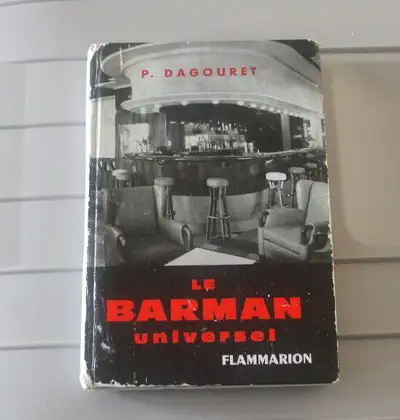 P. DAGOURET
LE
BARMAN
universel
FLAMMARION